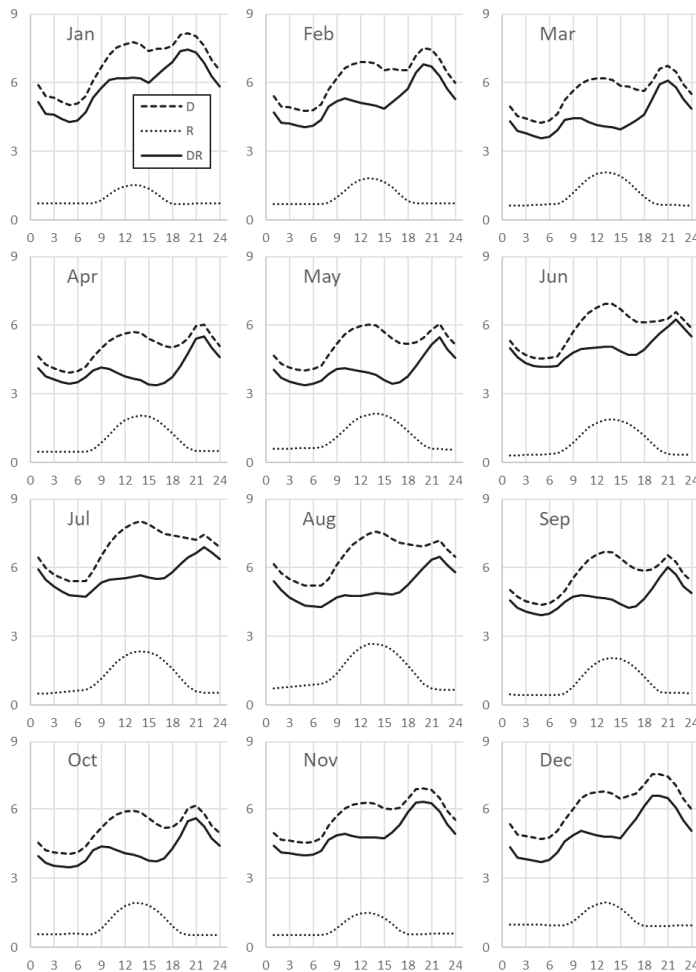 9 Jan 6 3 0
D
R
DR
0 3 6 9 12 15 18 21 24
9 Feb 6 3 0
0 3 6 9 12 15 18 21 24
9 Mar 6 3 0
0 3 6 9 12 15 18 21 24
9 Apr 6 3 0
0 3 6 9 12 15 18 21 24
9 May 6 3 0
0 3 6 9 12 15 18 21 24
9 Jun 6 3 0
0 3 6 9 12 15 18 21 24
9 Jul 6 3 0
0 3 6 9 12 15 18 21 24
9 Aug 6 3 0
0 3 6 9 12 15 18 21 24
9 Sep 6 3 0
0 3 6 9 12 15 18 21 24
9 Oct 6 3 0
0 3 6 9 12 15 18 21 24
9 Nov 6 3 0
0 3 6 9 12 15 18 21 24
9 Dec 6 3 0
0 3 6 9 12 15 18 21 24